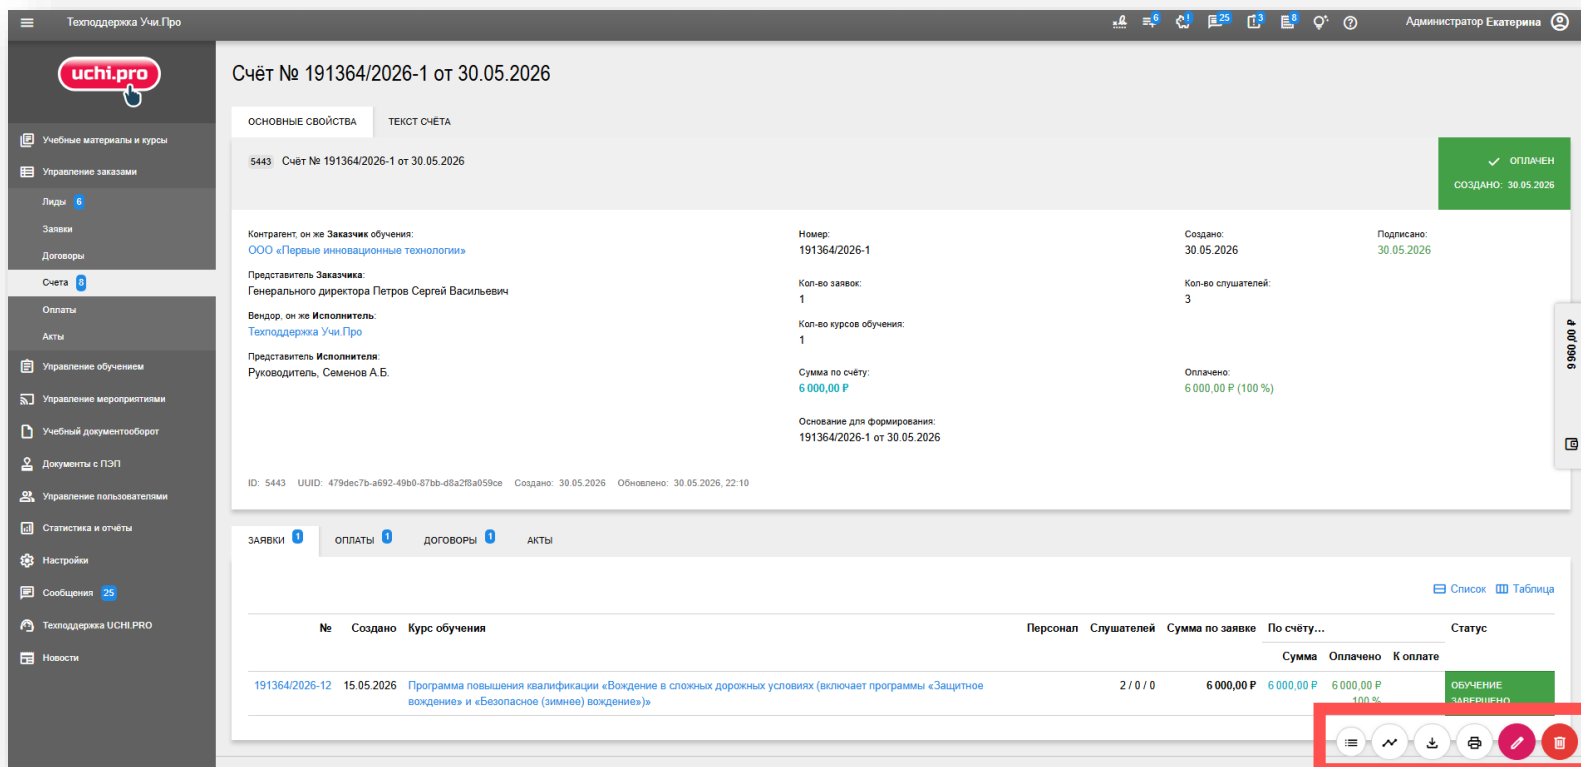 Техподдержка Учи.Про
6
!
25
3
8
Администратор Екатерина
uchi.pro
Учебные материалы и курсы
Управление заказами
Лиды 6
Заявки
Договоры
Счета 8
Оплаты
Акты
Управление обучением
Управление мероприятиями
Учебный документооборот
Документы с ПЭП
Управление пользователями
Статистика и отчёты
Настройки
Сообщения 25
Техподдержка UCHI.PRO
Новости
Счёт № 191364/2026-1 от 30.05.2026
ОСНОВНЫЕ СВОЙСТВА ТЕКСТ СЧЁТА
5443 Счёт № 191364/2026-1 от 30.05.2026
ОПЛАЧЕН
СОЗДАНО: 30.05.2026
Контрагент, он же Заказчик обучения:
ООО «Первые инновационные технологии»
Представитель Заказчика:
Генерального директора Петров Сергей Васильевич
Вендор, он же Исполнитель:
Техподдержка Учи.Про
Представитель Исполнителя:
Руководитель, Семенов А.Б.
Номер:
191364/2026-1
Создано:
30.05.2026
Подписано:
30.05.2026
Кол-во заявок:
1
Кол-во слушателей:
3
Кол-во курсов обучения:
1
Сумма по счёту:
6 000,00 ₽
Оплачено:
6 000,00 ₽ (100 %)
Основание для формирования:
191364/2026-1 от 30.05.2026
9960,00 ₽
ID: 5443 UUID: 479dec7b-a692-49b0-87bb-d8a2f8a059ce Создано: 30.05.2026 Обновлено: 30.05.2026, 22:10
ЗАЯВКИ 1 ОПЛАТЫ 1 ДОГОВОРЫ 1 АКТЫ
Список Таблица
№ Создано Курс обучения Персонал Слушателей Сумма по заявке По счёту... Статус
Сумма Оплачено К оплате
191364/2026-12 15.05.2026 Программа повышения квалификации «Вождение в сложных дорожных условиях (включает программы «Защитное 2 / 0 / 0 6 000,00 ₽ 6 000,00 ₽ 6 000,00 ₽ ОБУЧЕНИЕ
вождение» и «Безопасное (зимнее) вождение»)» 100 % ЗАВЕРШЕНО